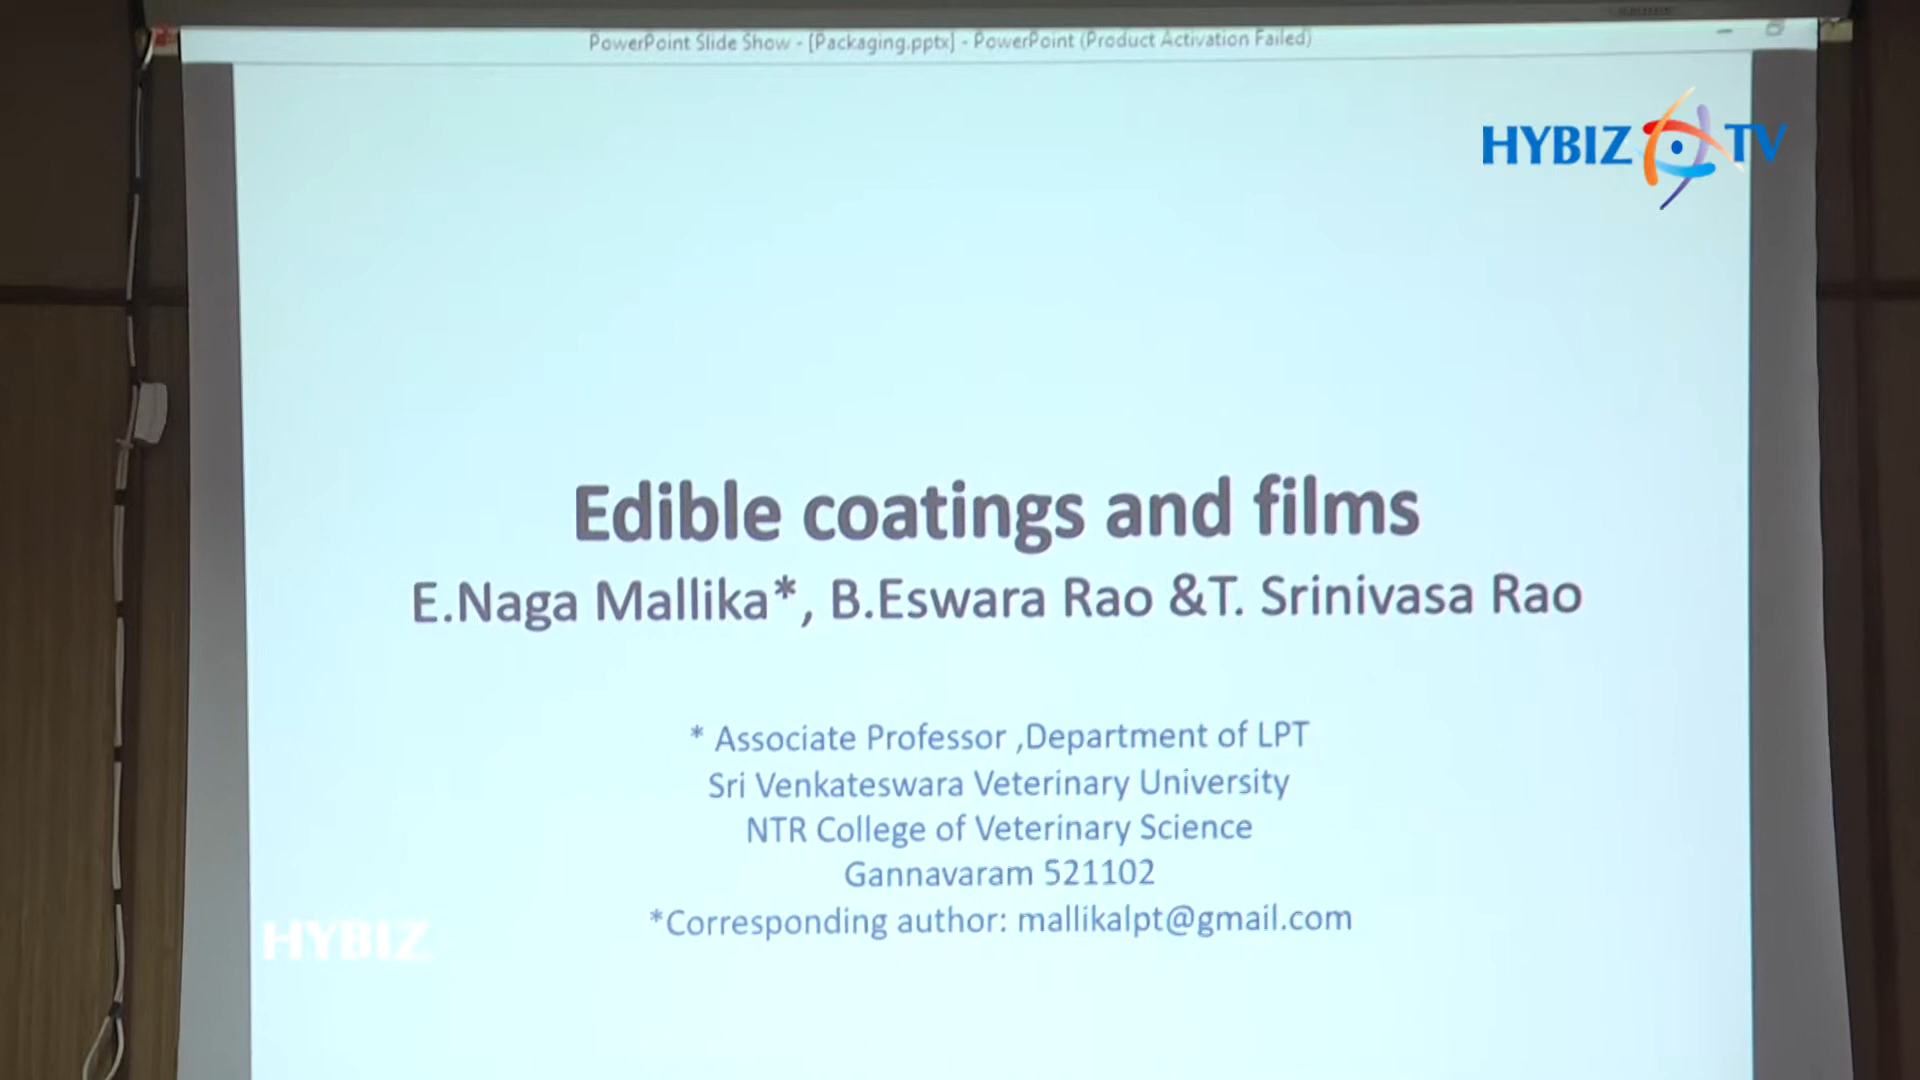 PowerPoint Slide Show - [Packaging.pptx] - PowerPoint (Product Activation Failed)
HYBIZ TV
Edible coatings and films
E.Naga Mallika*, B.Eswara Rao &T. Srinivasa Rao
* Associate Professor ,Department of LPT
Sri Venkateswara Veterinary University
NTR College of Veterinary Science
Gannavaram 521102
*Corresponding author: mallikalpt@gmail.com
HYBIZ